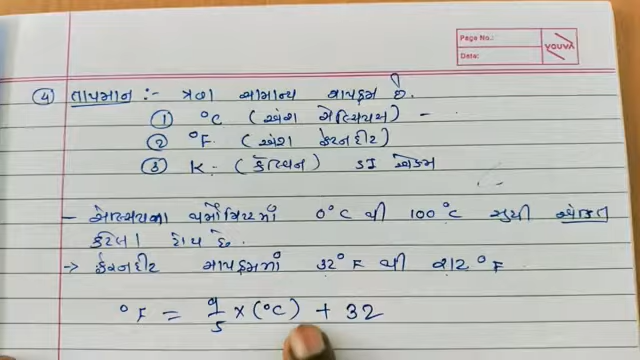 Page No.:
Date:
YOUVA
④ તાપમાન :- ત્રણ સામાન્ય માપક્રમ છે.
① °C (અંશ સેલ્સિયસ) -
② °F (અંશ ફેરનહીટ)
③ K - (કેલ્વિન) SI એકમ
- સેલ્સિયસ થર્મોમિટરમાં 0°C થી 100°C સુધી અંકિત
કરેલા હોય છે.
→ ફેરનહીટ માપક્રમમાં 32°F થી 212°F
°F = 9/5 × (°C) + 32